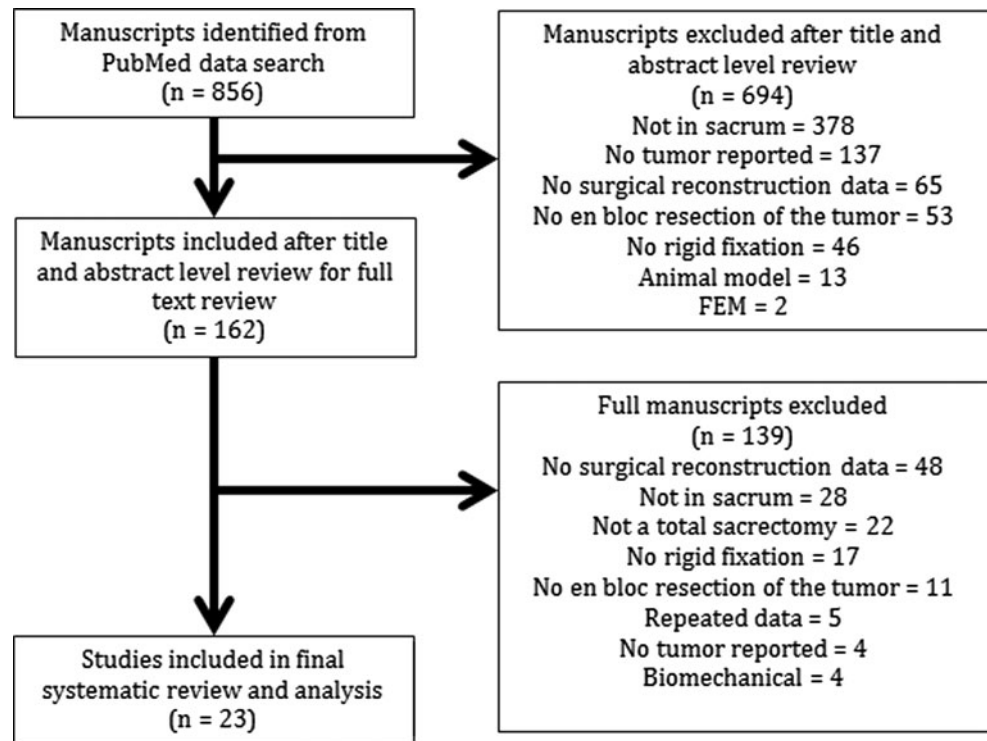 Manuscripts identified from
PubMed data search
(n = 856)
Manuscripts excluded after title and
abstract level review
(n = 694)
Not in sacrum = 378
No tumor reported = 137
No surgical reconstruction data = 65
No en bloc resection of the tumor = 53
No rigid fixation = 46
Animal model = 13
FEM = 2
Manuscripts included after title
and abstract level review for full
text review
(n = 162)
Full manuscripts excluded
(n = 139)
No surgical reconstruction data = 48
Not in sacrum = 28
Not a total sacrectomy = 22
No rigid fixation = 17
No en bloc resection of the tumor = 11
Repeated data = 5
No tumor reported = 4
Biomechanical = 4
Studies included in final
systematic review and analysis
(n = 23)